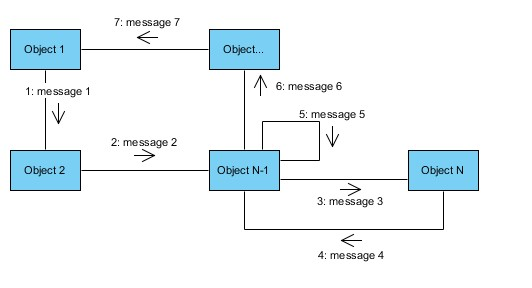 7: message 7
Object 1
Object...
1: message 1
6: message 6
5: message 5
2: message 2
Object 2
Object N-1
Object N
3: message 3
4: message 4